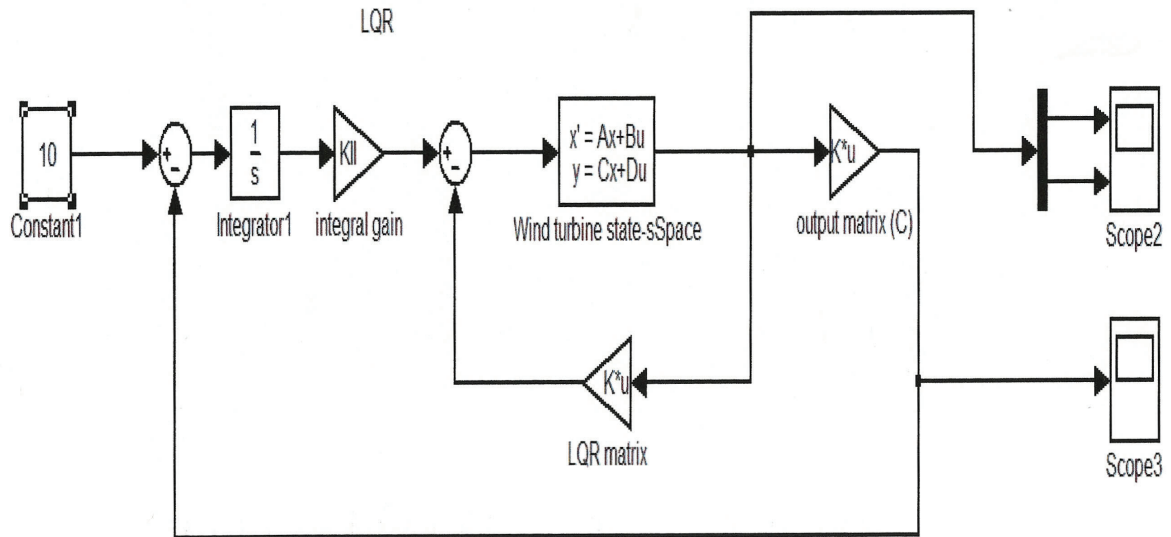 LQR
10
Constant1
+
-
1
s
Integrator1
KII
integral gain
+
-
x' = Ax+Bu
y = Cx+Du
Wind turbine state-sSpace
K*u
output matrix (C)
Scope2
K*u
LQR matrix
Scope3